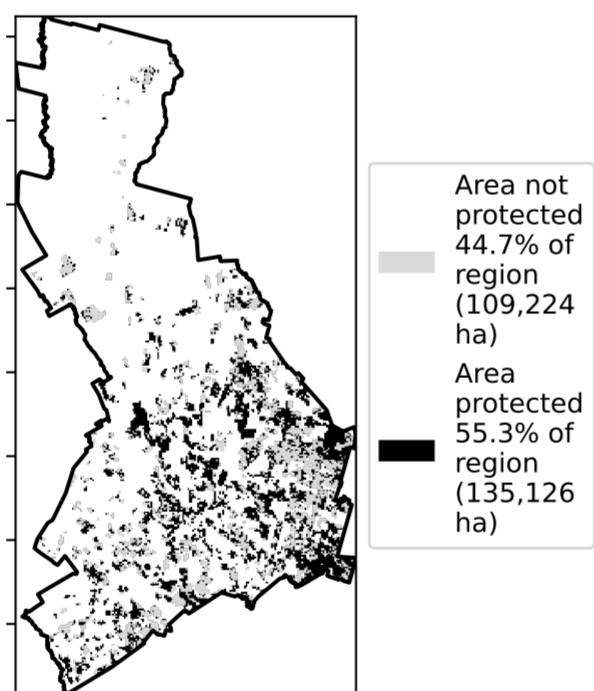 Area not
protected
44.7% of
region
(109,224
ha)
Area
protected
55.3% of
region
(135,126
ha)